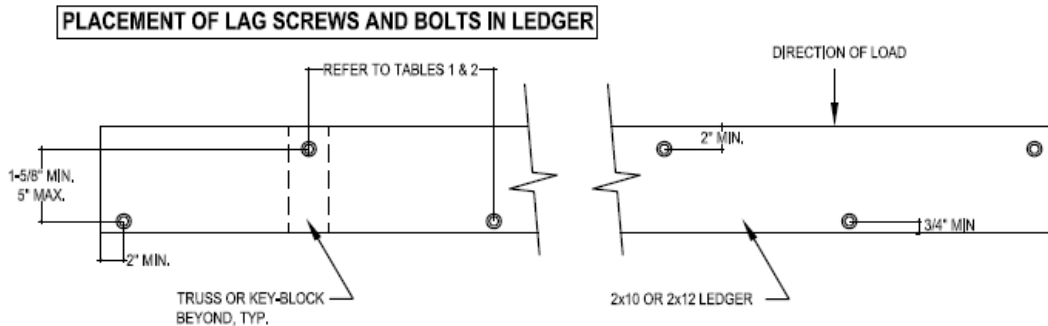 PLACEMENT OF LAG SCREWS AND BOLTS IN LEDGER
DIRECTION OF LOAD
REFER TO TABLES 1 & 2
2" MIN.
1-5/8" MIN.
5" MAX.
3/4" MIN
2" MIN.
TRUSS OR KEY-BLOCK
BEYOND, TYP.
2x10 OR 2x12 LEDGER